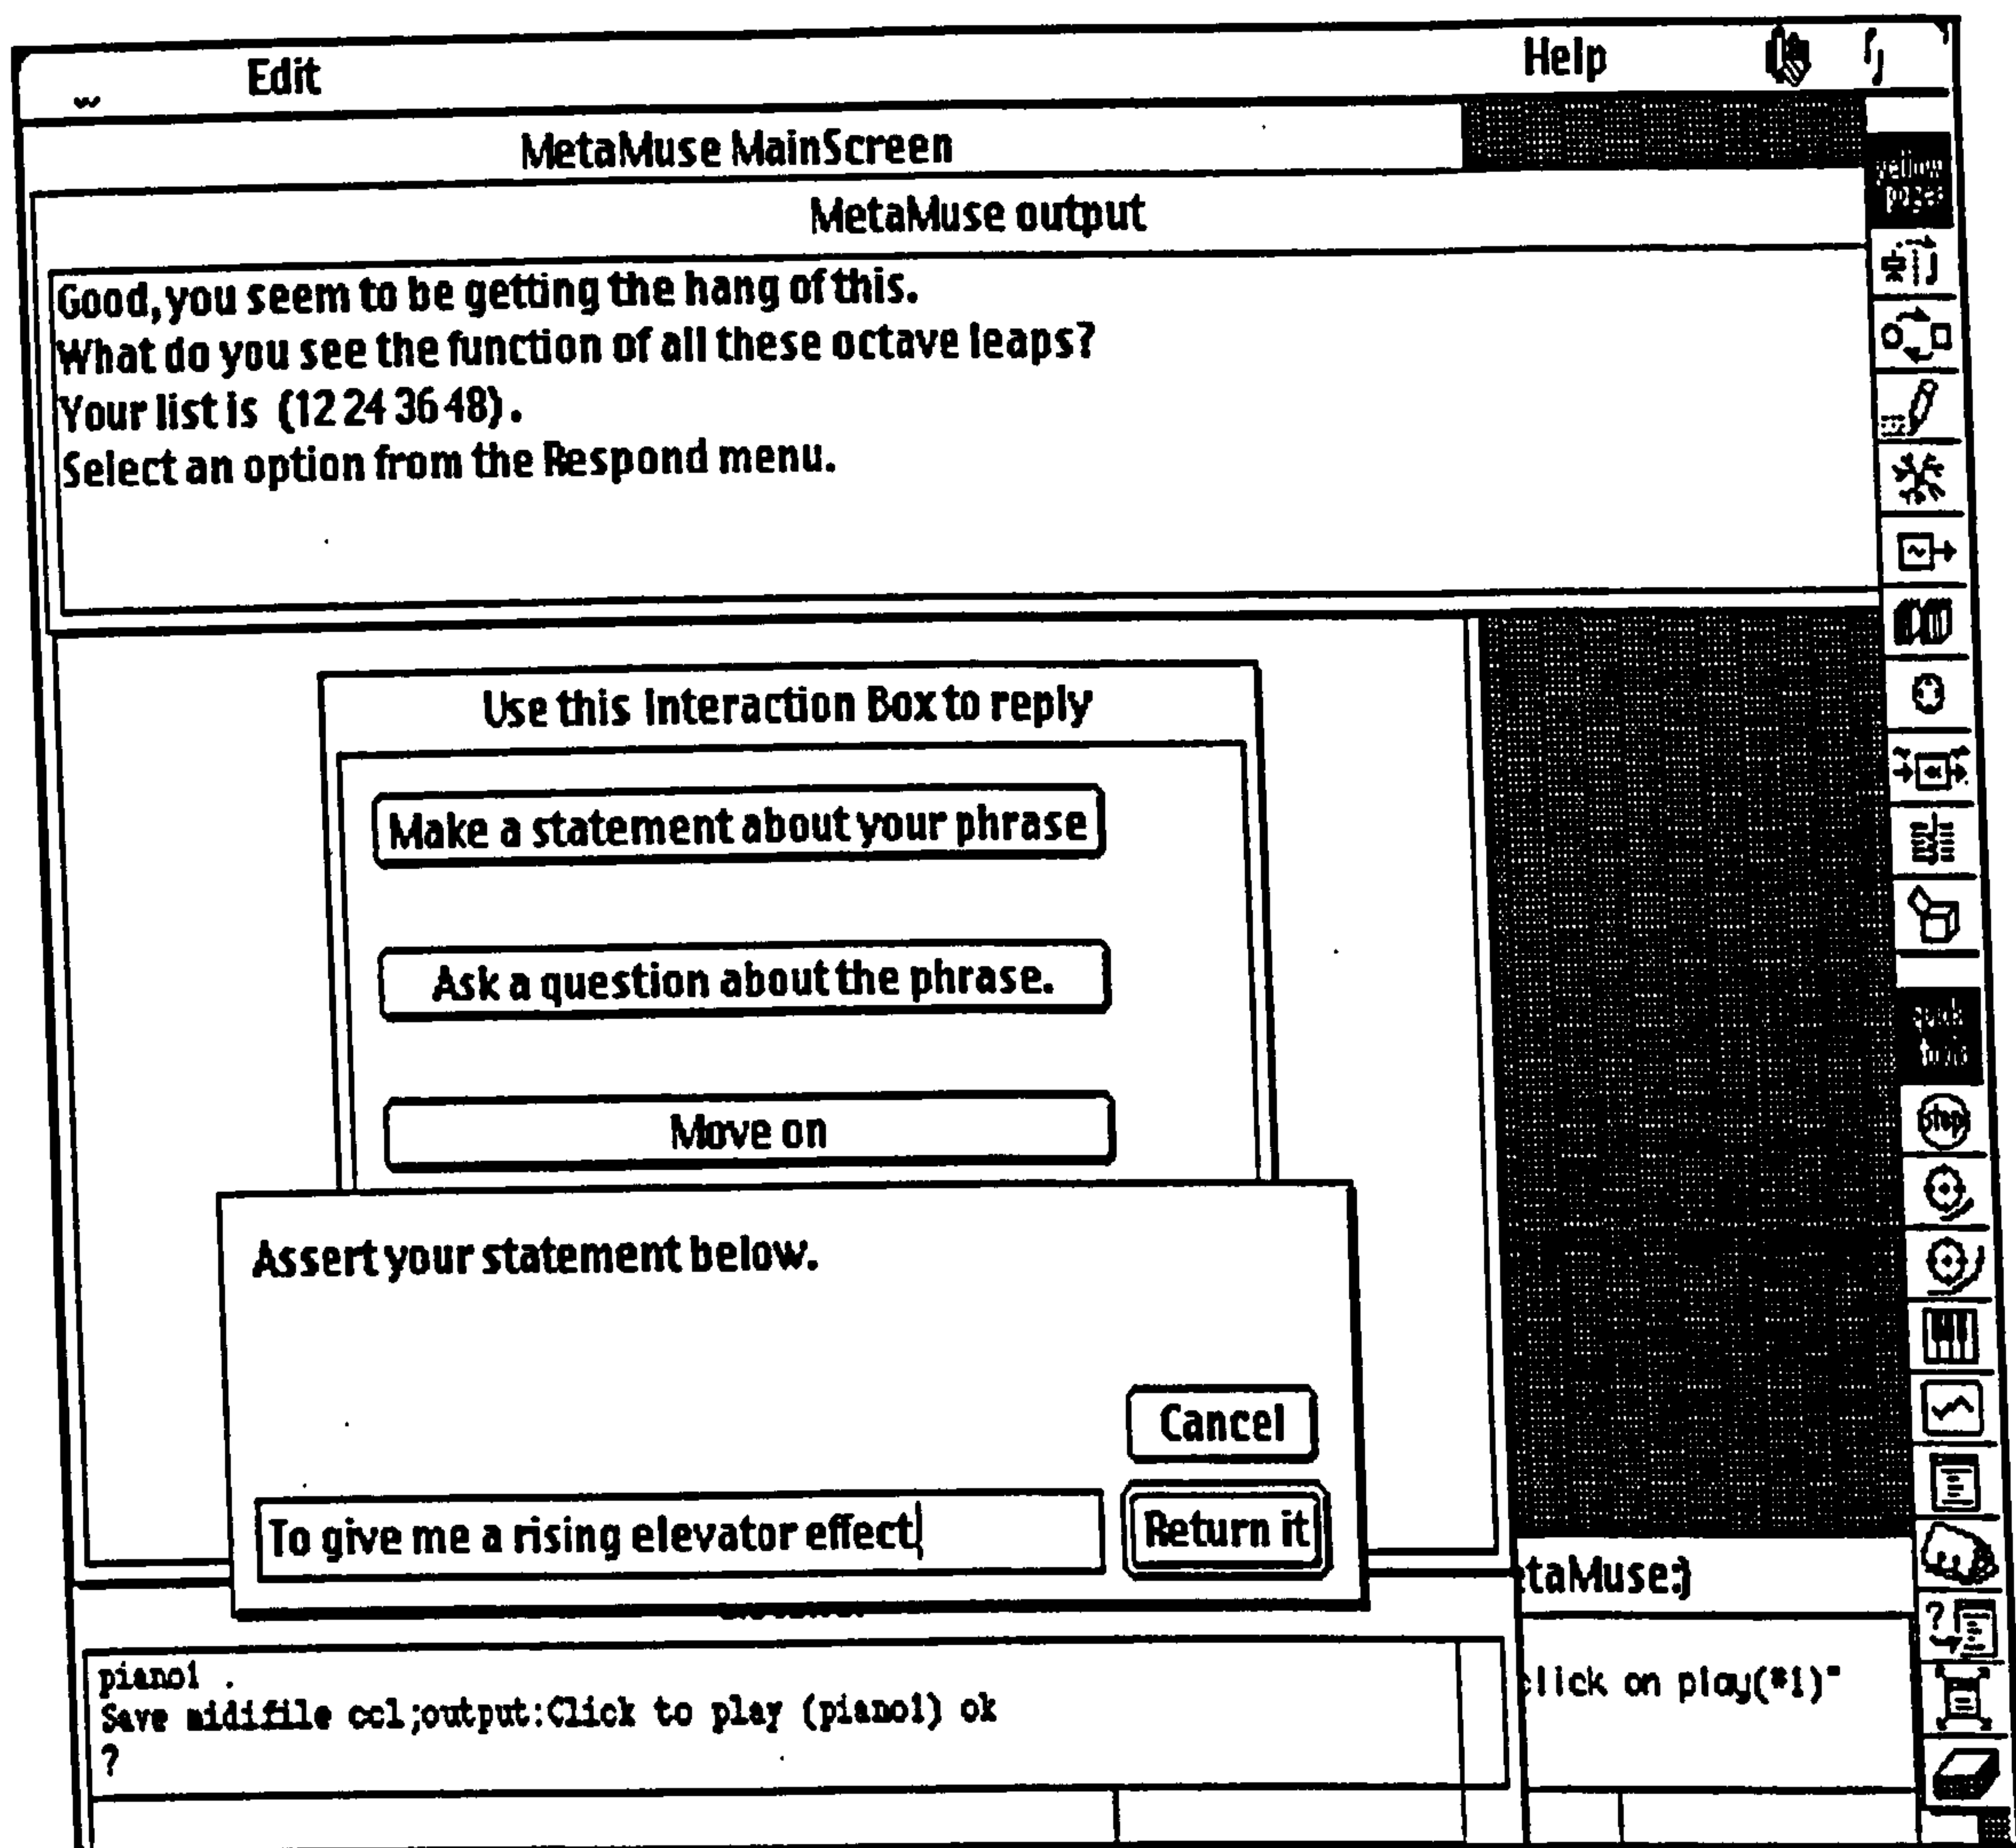 Edit
Help
MetaMuse MainScreen
MetaMuse output
Good, you seem to be getting the hang of this.
What do you see the function of all these octave leaps?
Your list is (12 24 36 48).
Select an option from the Respond menu.
yellow
pages
Use this Interaction Box to reply
Make a statement about your phrase
Ask a question about the phrase.
Move on
Stop
Assert your statement below.
Cancel
To give me a rising elevator effect
Return it
taMuse:)
piano1 .
Save midifile ccl;output:Click to play (piano1) ok
?
click on play(*1)"
?